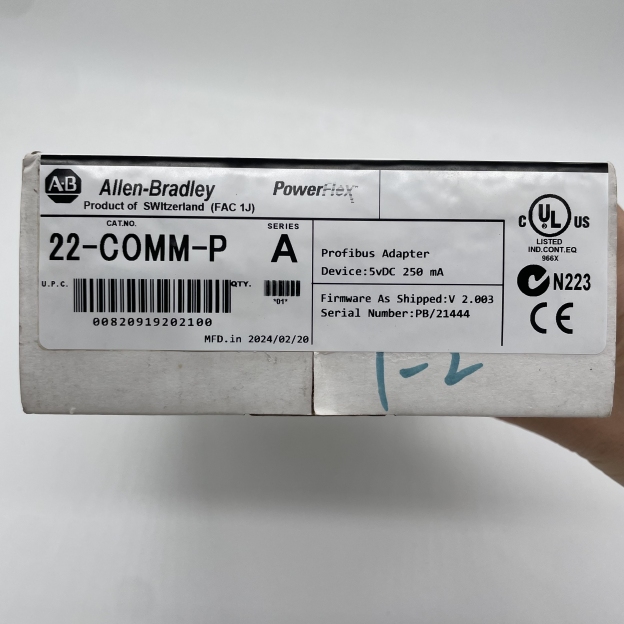 A-B Allen-Bradley PowerFlex™
Product of SWitzerland (FAC 1J)
CAT.NO.
22-COMM-P
SERIES
A
U.P.C.
00820919202100
QTY.
"01"
MFD.in 2024/02/20
Profibus Adapter
Device:5vDC 250 mA
Firmware As Shipped:V 2.003
Serial Number:PB/21444
C UL US
LISTED
IND.CONT.EQ
966X
N223
CE
1-2